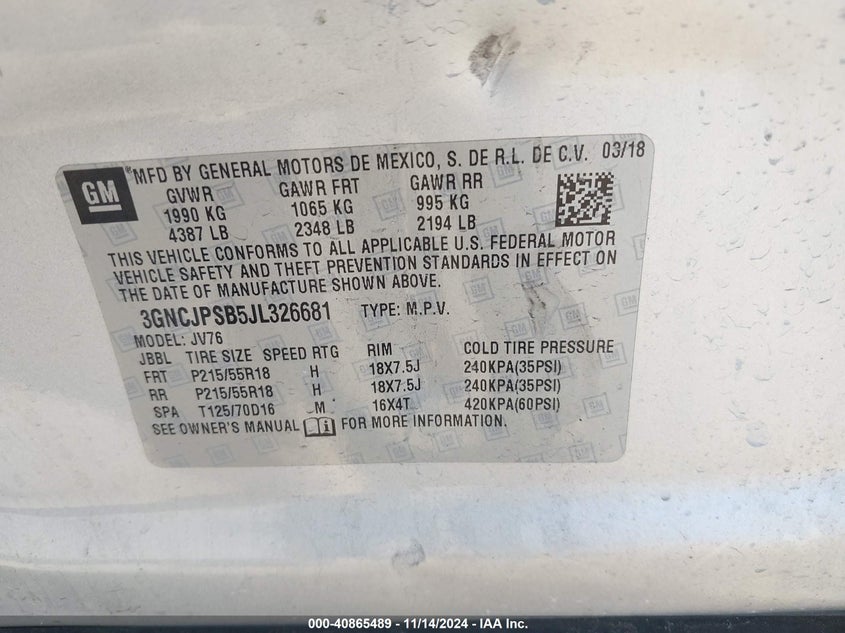 GM
®MFD BY GENERAL MOTORS DE MEXICO, S. DE R.L. DE C.V. 03/18
GVWR GAWR FRT GAWR RR
1990 KG 1065 KG 995 KG
4387 LB 2348 LB 2194 LB
THIS VEHICLE CONFORMS TO ALL APPLICABLE U.S. FEDERAL MOTOR
VEHICLE SAFETY AND THEFT PREVENTION STANDARDS IN EFFECT ON
THE DATE OF MANUFACTURE SHOWN ABOVE.
3GNCJPSB5JL326681 TYPE: M.P.V.
MODEL: JV76
JBBL TIRE SIZE SPEED RTG RIM COLD TIRE PRESSURE
FRT P215/55R18 H 18X7.5J 240KPA(35PSI)
RR P215/55R18 H 18X7.5J 240KPA(35PSI)
SPA T125/70D16 M 16X4T 420KPA(60PSI)
SEE OWNER'S MANUAL FOR MORE INFORMATION.
000-40865489 - 11/14/2024 - IAA Inc.